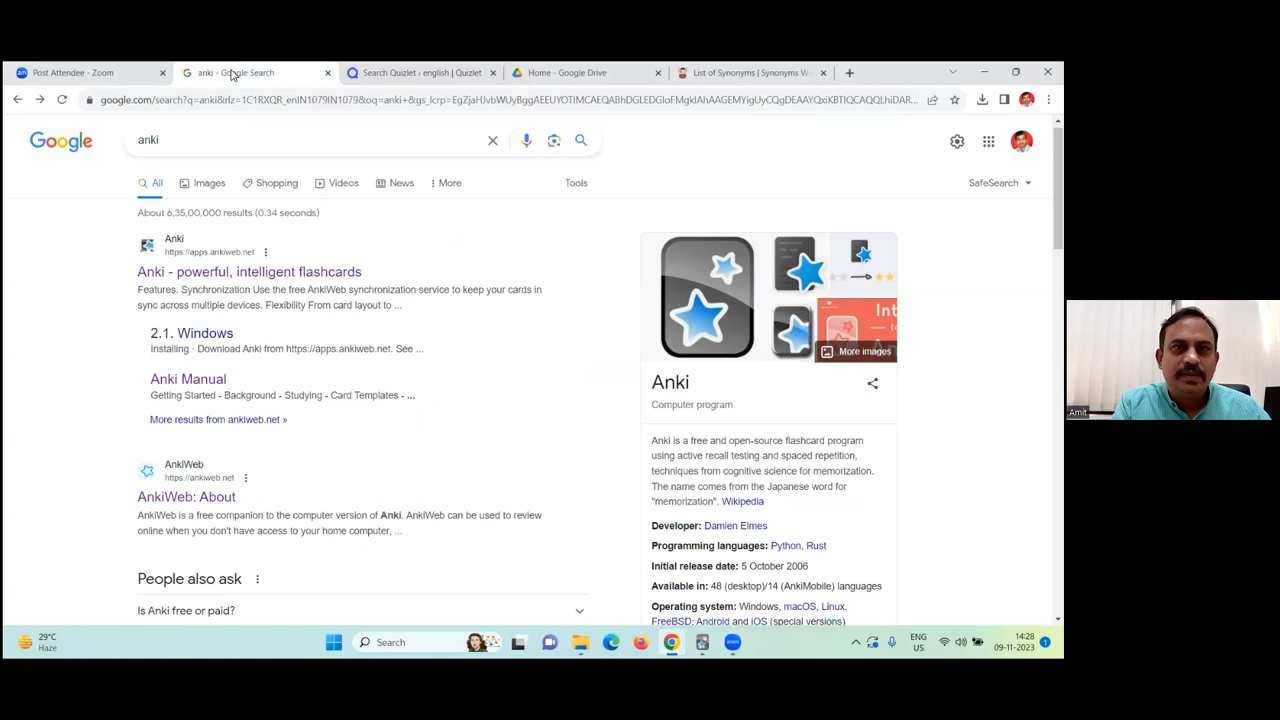 Post Attendee - Zoom
anki - Google Search
Search Quizlet › english | Quizlet
Home - Google Drive
List of Synonyms | Synonyms W
google.com/search?q=anki&rlz=1C1RXQR_enIN1079IN1079&oq=anki+&gs_lcrp=
Google
anki
All
Images
Shopping
Videos
News
More
Tools
SafeSearch
About 6,35,00,000 results (0.34 seconds)
Anki
https://apps.ankiweb.net
Anki - powerful, intelligent flashcards
Features. Synchronization Use the free AnkiWeb synchronization service to keep your cards in
sync across multiple devices. Flexibility From card layout to ...
2.1. Windows
Installing · Download Anki from https://apps.ankiweb.net. See ...
Anki Manual
Getting Started - Background - Studying - Card Templates - ...
More results from ankiweb.net »
AnkiWeb
https://ankiweb.net
AnkiWeb: About
AnkiWeb is a free companion to the computer version of Anki. AnkiWeb can be used to review
online when you don't have access to your home computer, ...
People also ask
Is Anki free or paid?
Int
to
More images
Anki
Computer program
Anki is a free and open-source flashcard program
using active recall testing and spaced repetition,
techniques from cognitive science for memorization.
The name comes from the Japanese word for
"memorization". Wikipedia
Developer: Damien Elmes
Programming languages: Python, Rust
Initial release date: 5 October 2006
Available in: 48 (desktop)/14 (AnkiMobile) languages
Operating system: Windows, macOS, Linux,
FreeBSD; Android and iOS (special versions)
Amit
29°C
Haze
Search
ENG
US
14:28
09-11-2023
1